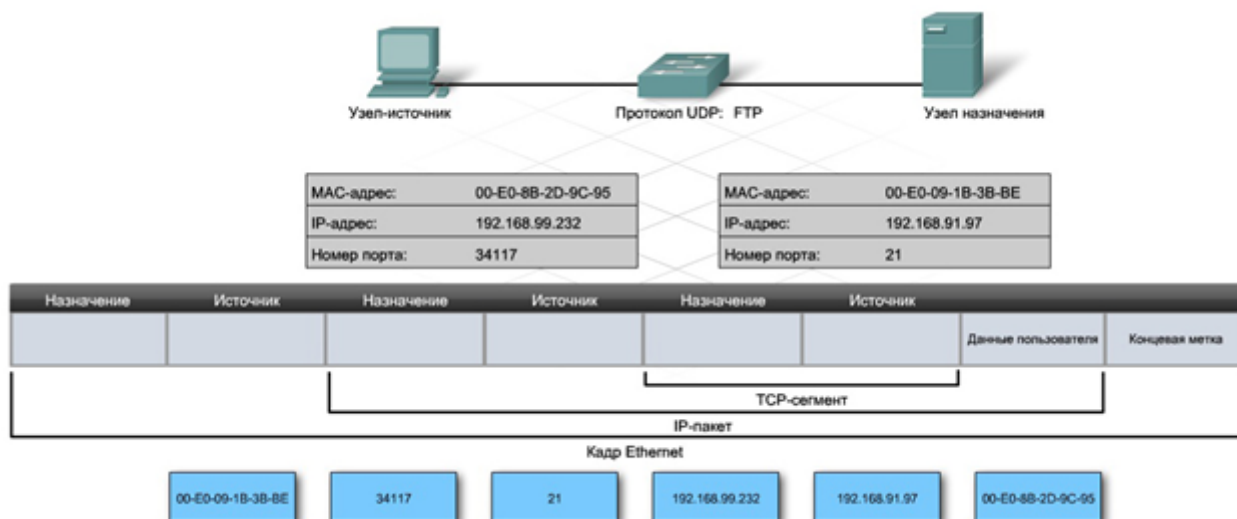 Узел-источник
Протокол UDP: FTP
Узел назначения
MAC-адрес: 00-E0-8B-2D-9C-95
IP-адрес: 192.168.99.232
Номер порта: 34117
MAC-адрес: 00-E0-09-1B-3B-BE
IP-адрес: 192.168.91.97
Номер порта: 21
Назначение Источник Назначение Источник Назначение Источник
Данные пользователя Концевая метка
TCP-сегмент
IP-пакет
Кадр Ethernet
00-E0-09-1B-3B-BE 34117 21 192.168.99.232 192.168.91.97 00-E0-8B-2D-9C-95